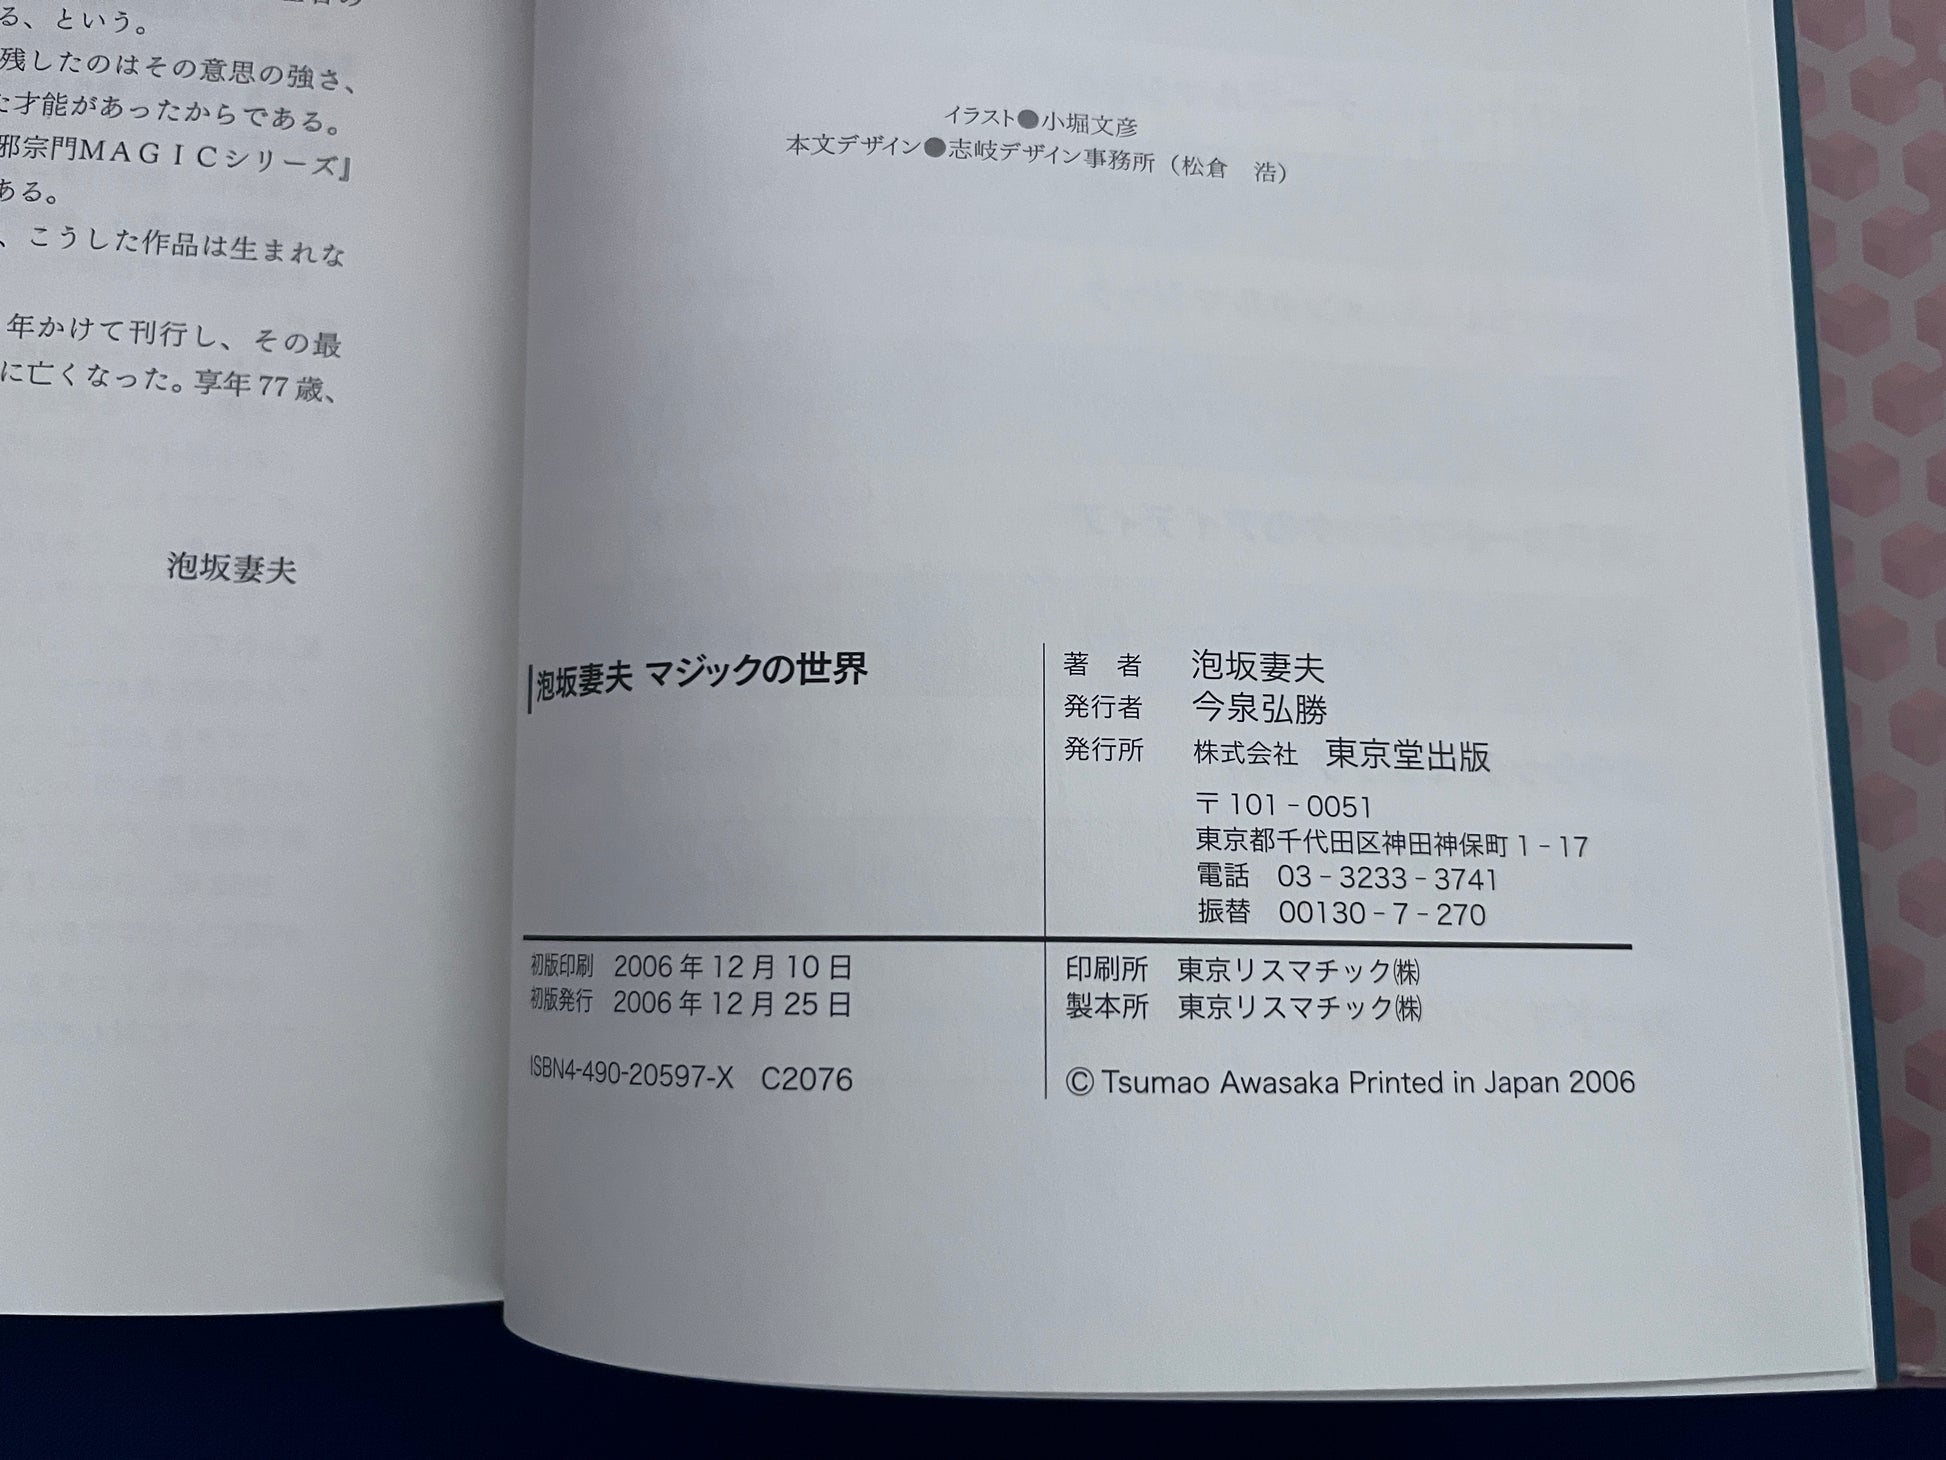 る、という。
残したのはその意思の強さ、
た才能があったからである。
邪宗門ＭＡＧＩＣシリーズ』
ある。
、こうした作品は生まれな
年かけて刊行し、その最
に亡くなった。享年77歳、
泡坂妻夫
イラスト●小堀文彦
本文デザイン●志岐デザイン事務所（松倉　浩）
泡坂妻夫 マジックの世界
著　者　泡坂妻夫
発行者　今泉弘勝
発行所　株式会社　東京堂出版
〒101-0051
東京都千代田区神田神保町1-17
電話　03-3233-3741
振替　00130-7-270
初版印刷　2006年12月10日
初版発行　2006年12月25日
ISBN4-490-20597-X　C2076
印刷所　東京リスマチック㈱
製本所　東京リスマチック㈱
© Tsumao Awasaka Printed in Japan 2006